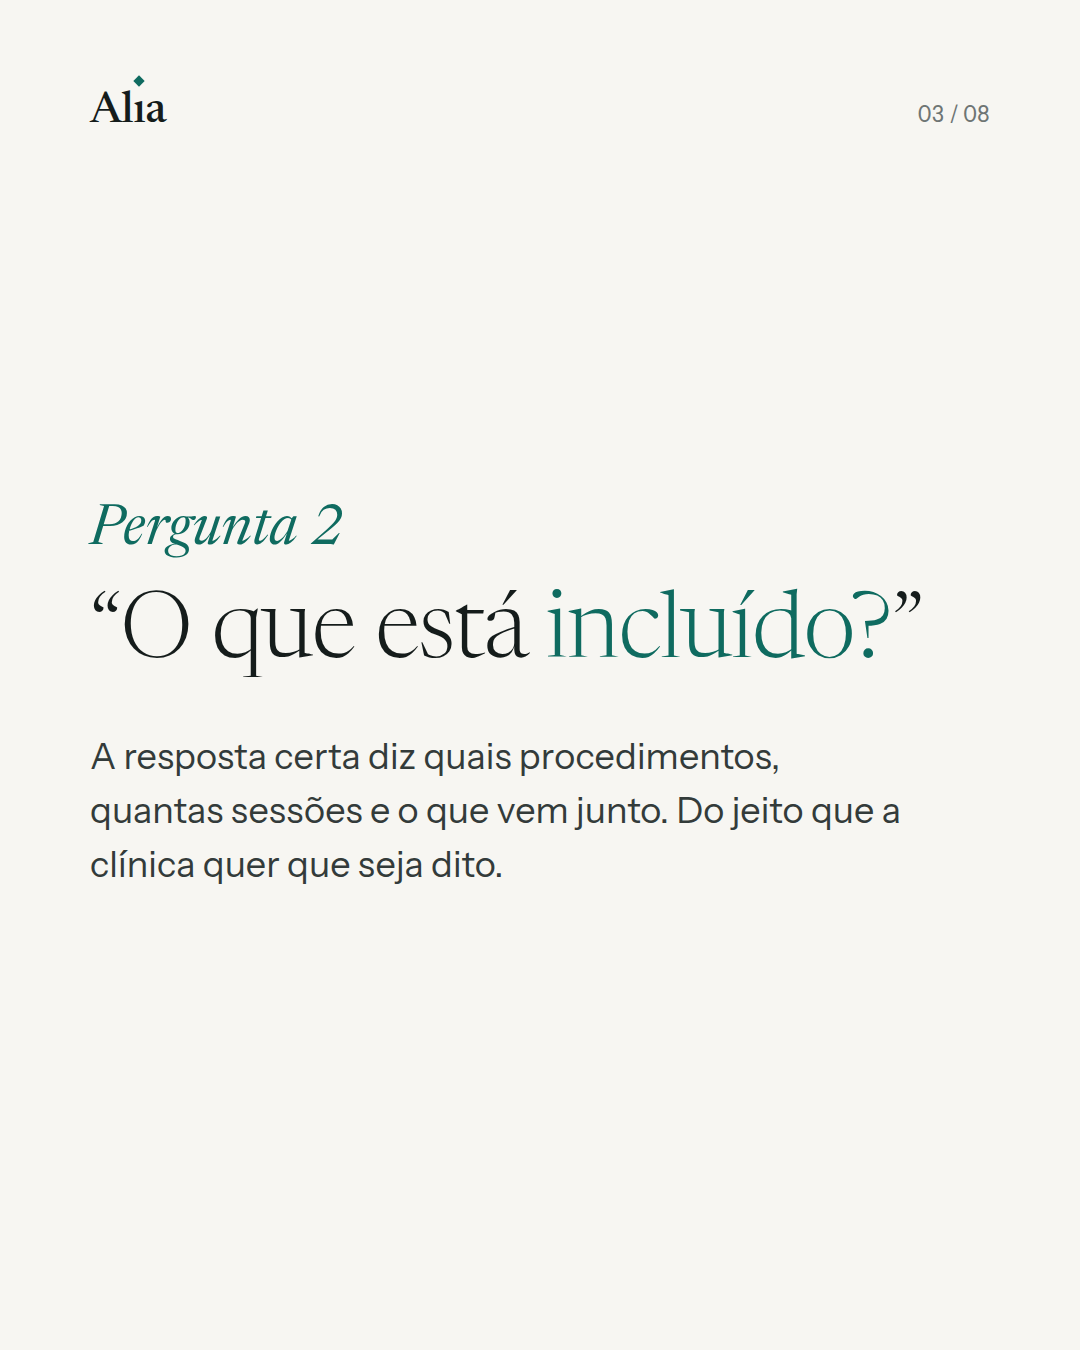 Alia
03 / 08
Pergunta 2
“O que está incluído?”
A resposta certa diz quais procedimentos,
quantas sessões e o que vem junto. Do jeito que a
clínica quer que seja dito.